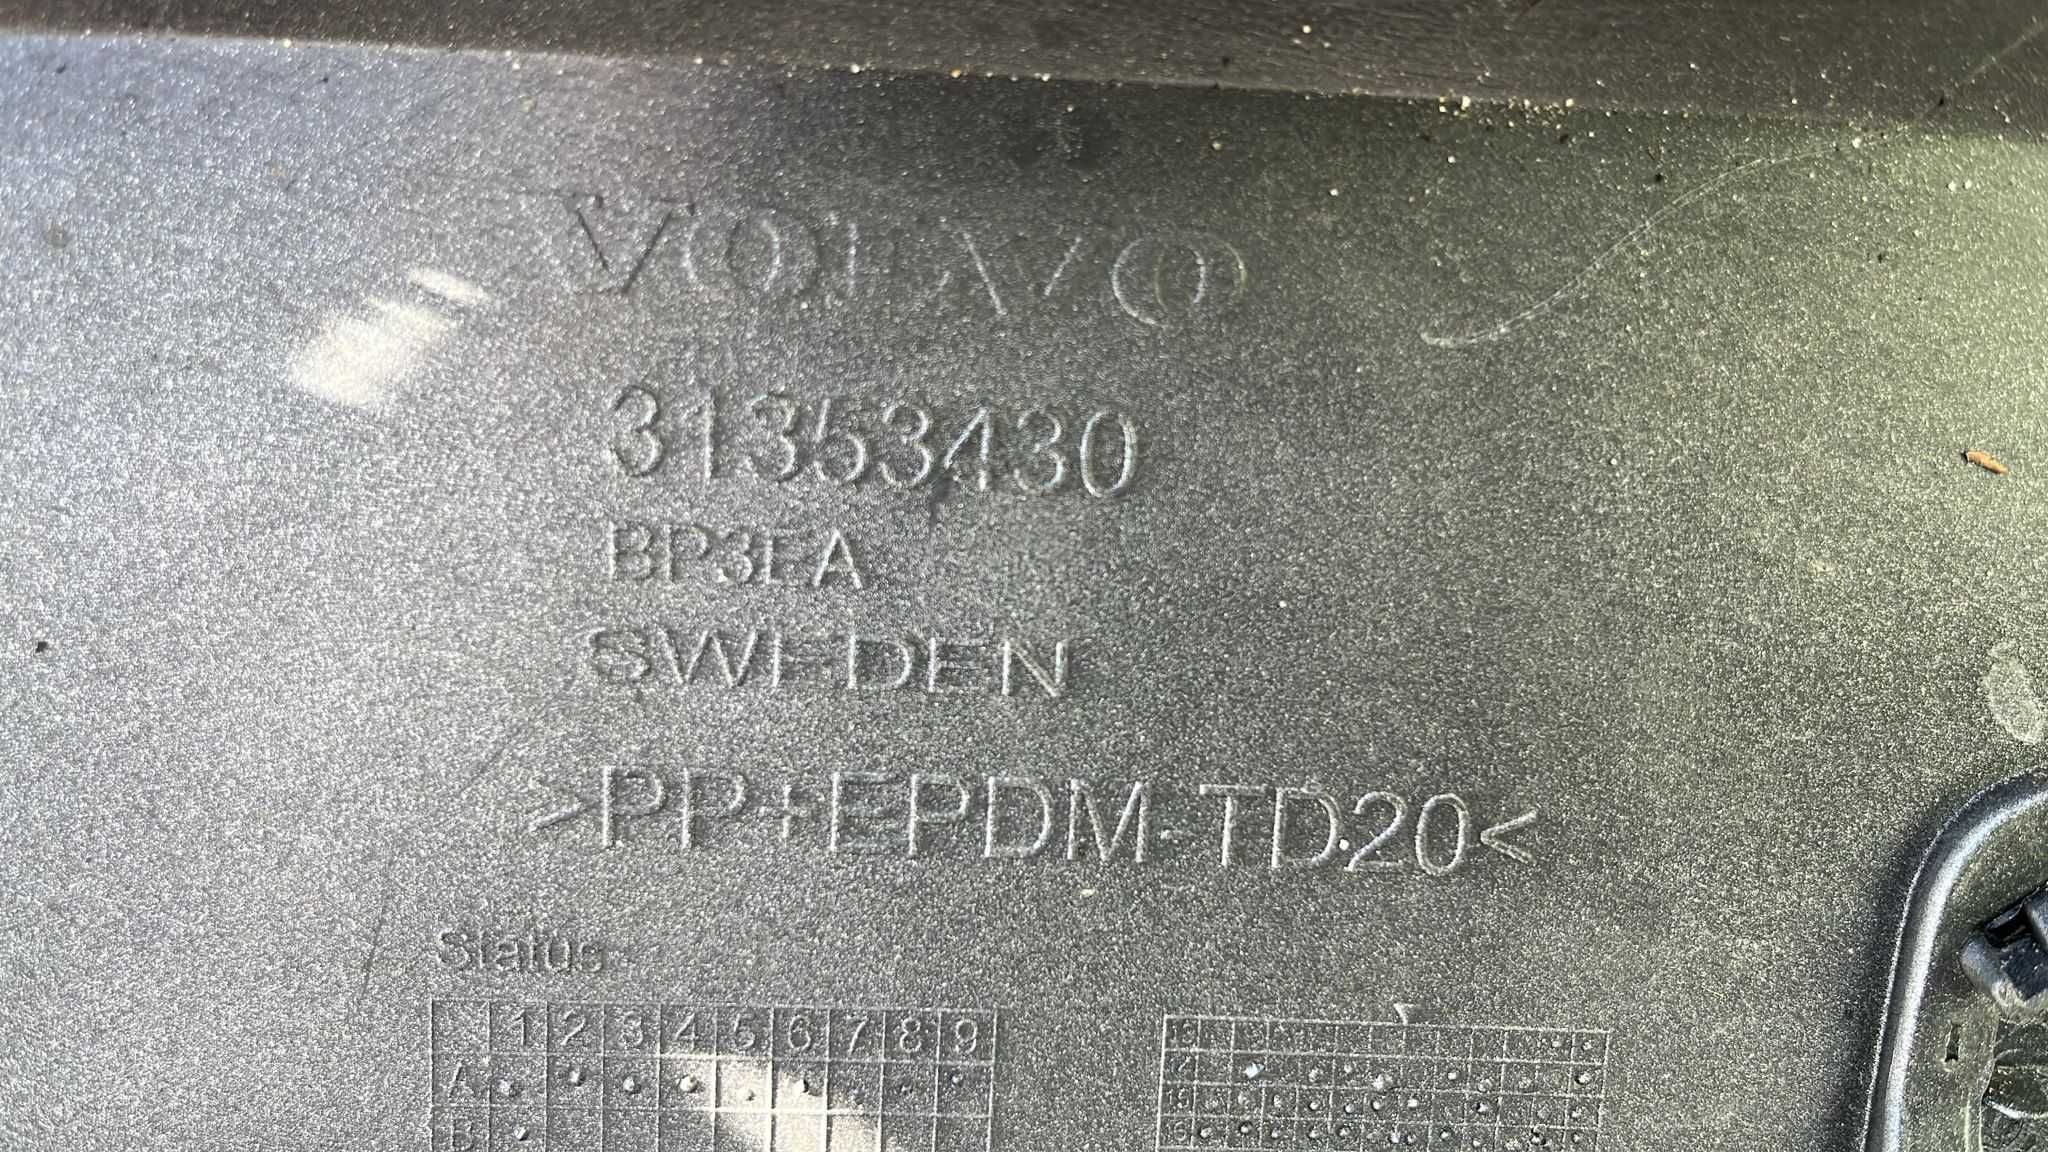 VOLVO
31353430
BP3EA
SWEDEN
>PP+EPDM-TD20<
Status
1 2 3 4 5 6 7 8 9
A
B